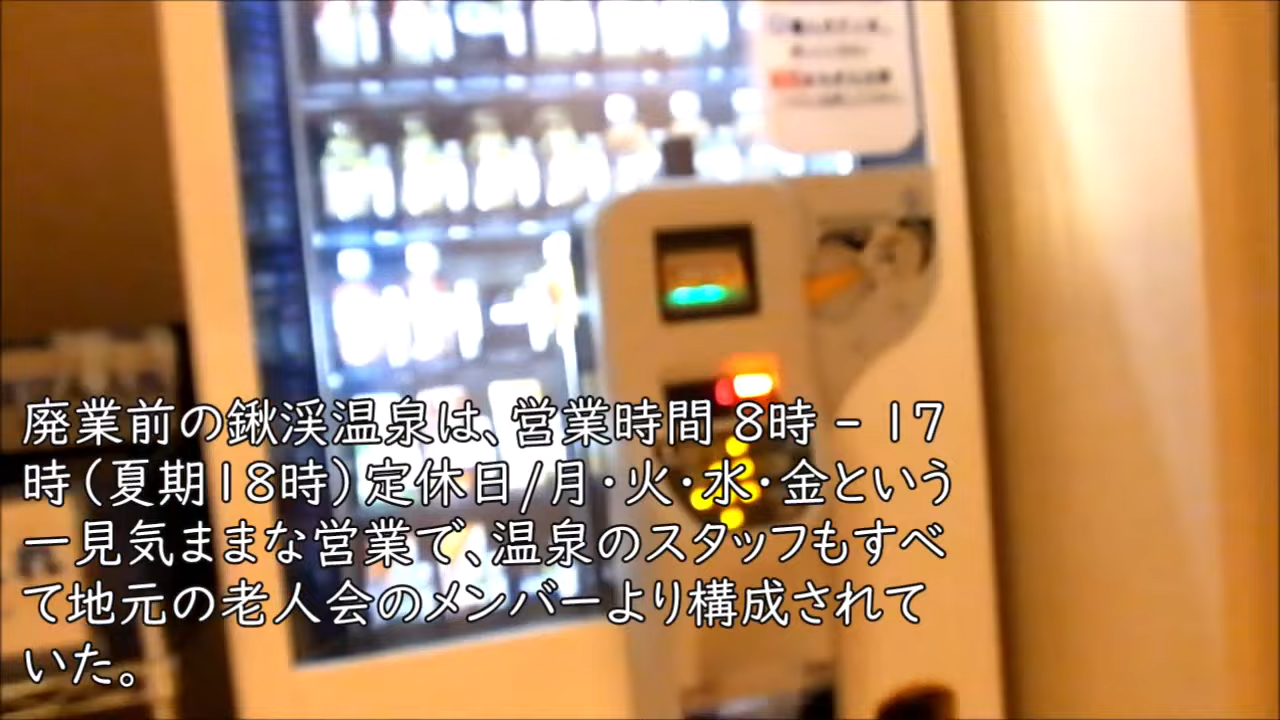 廃業前の鍬渓温泉は、営業時間 8時 – 17
時（夏期18時）定休日/月・火・水・金という
一見気ままな営業で、温泉のスタッフもすべ
て地元の老人会のメンバーより構成されて
いた。